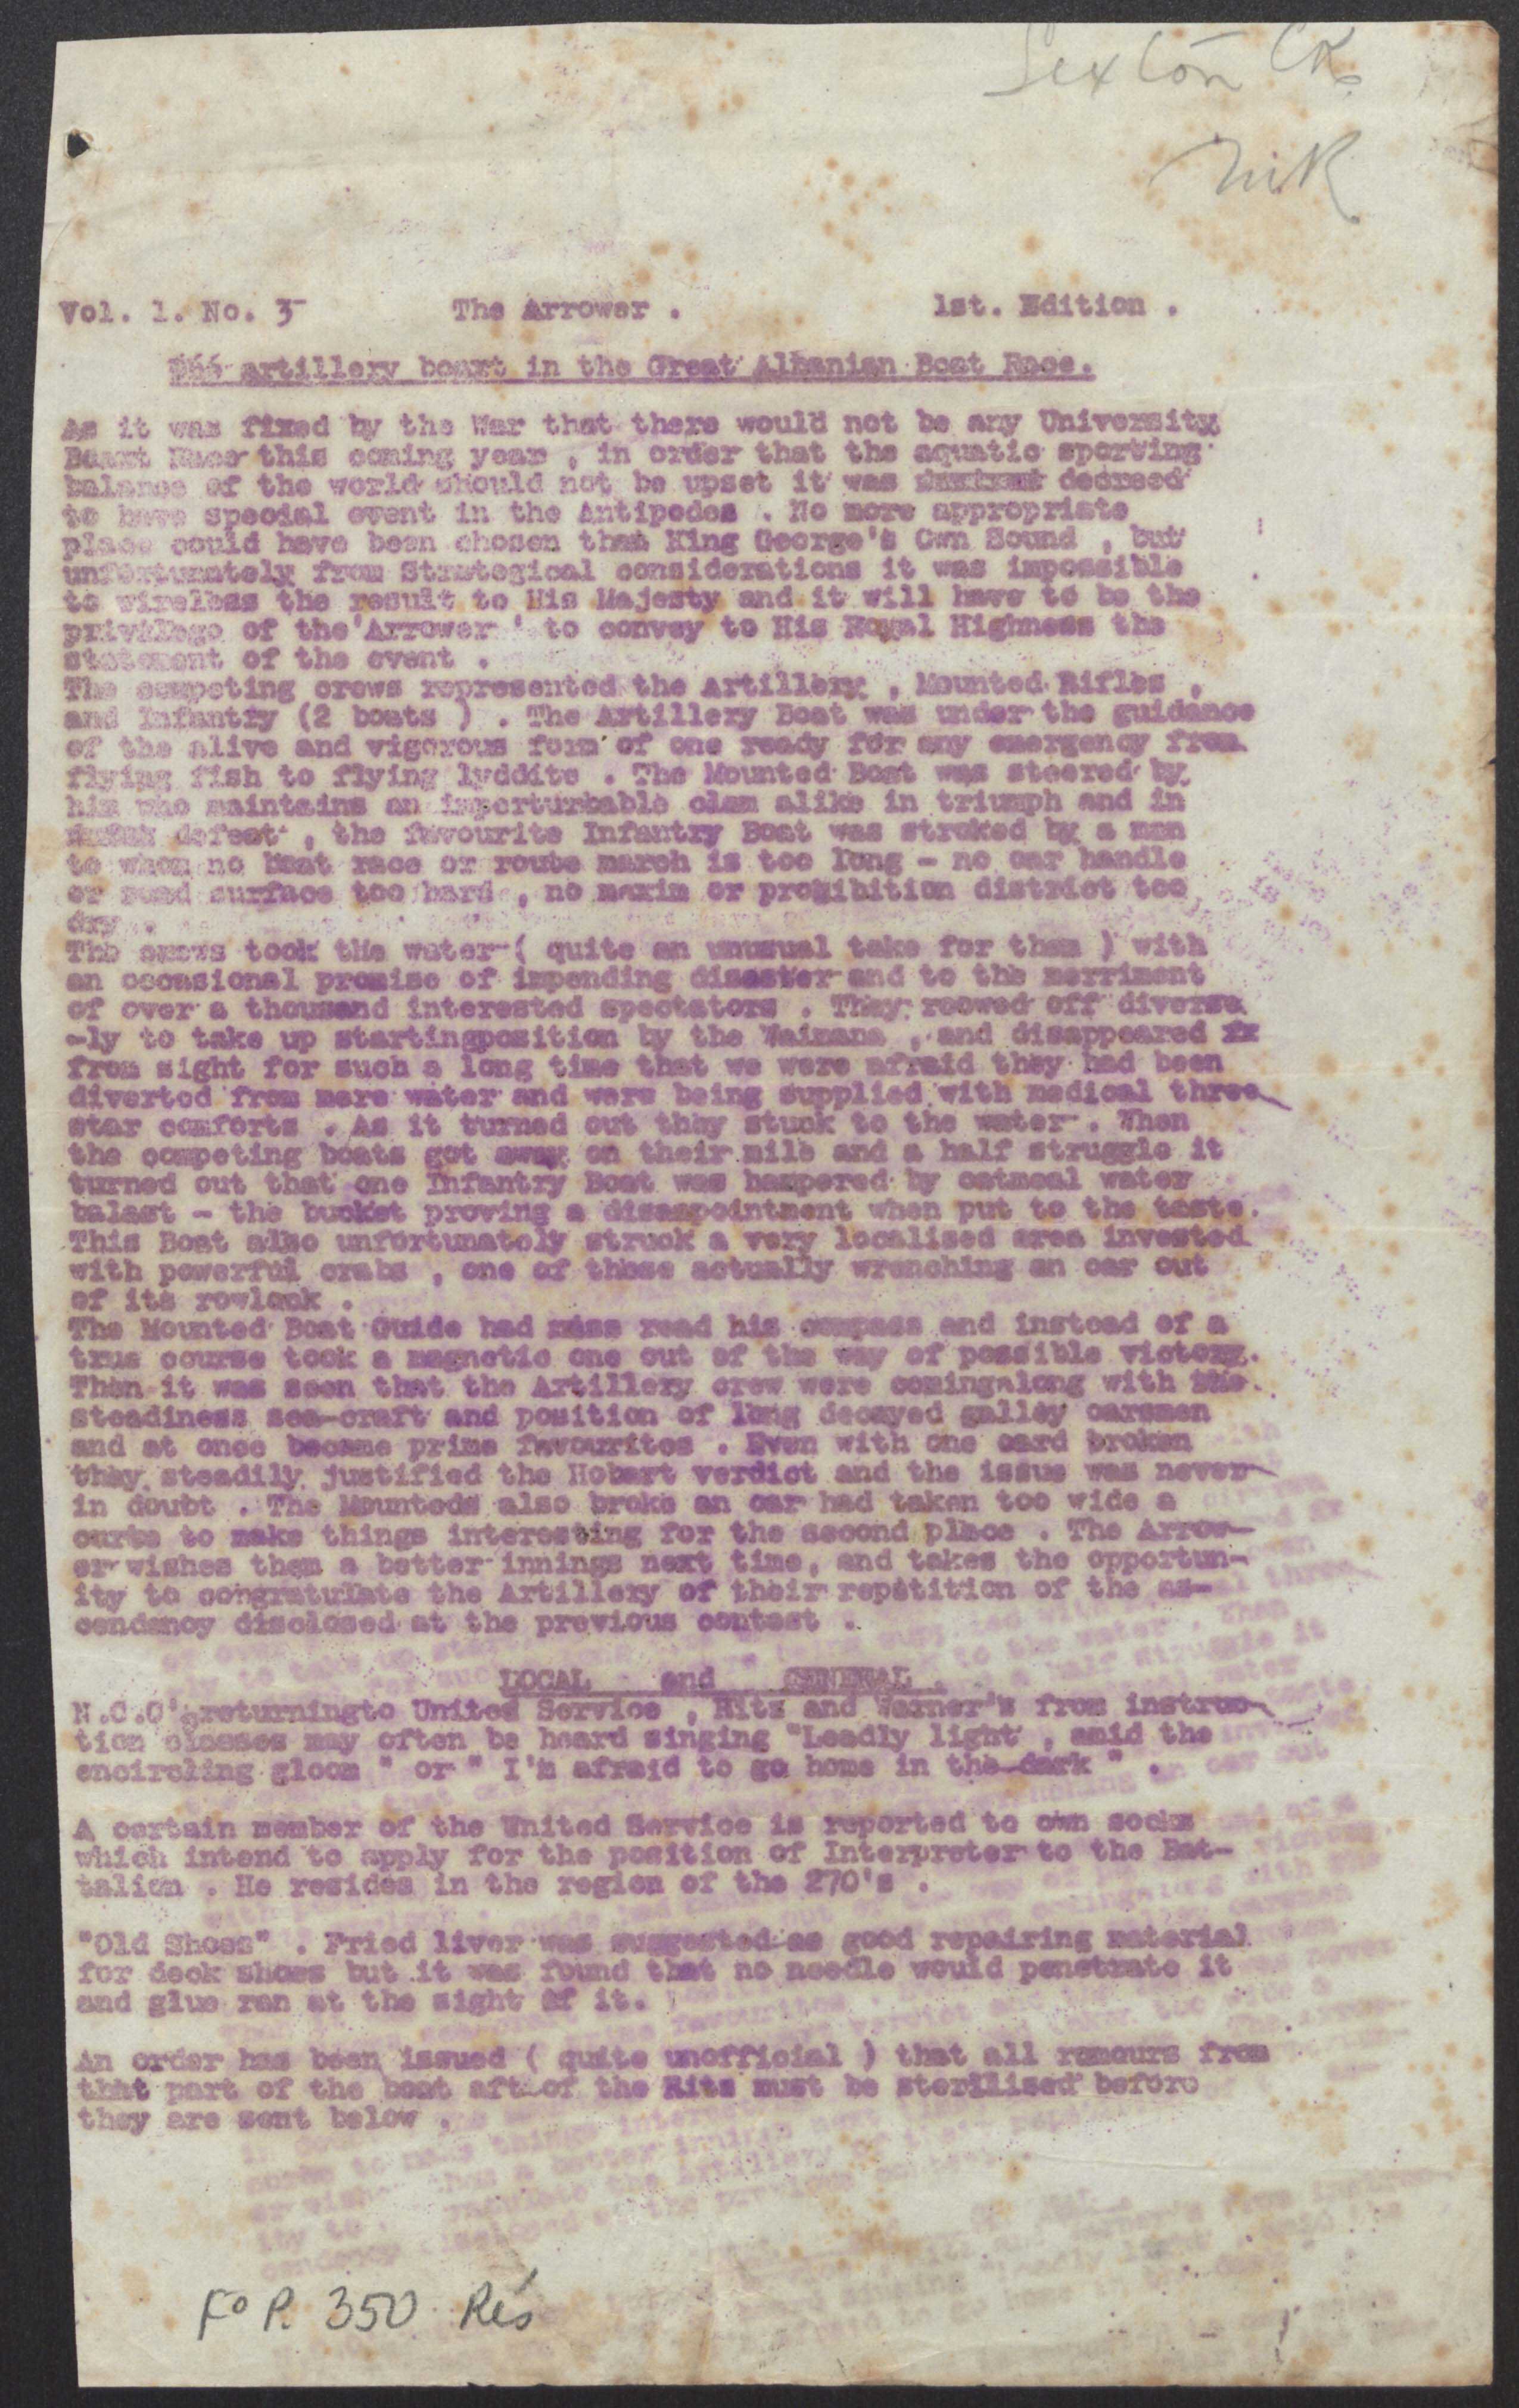 Sexton CR.
Vol. 1. No. 3 The Arrower . 1st. Edition .
artillery boart in the Great Albanian Boat Race.
As it was fixed by the War that there would not be any University
Race this coming year , in order that the aquatic sporting
balance of the world should not be upset it was decreed
to have special event in the Antipodes . No more appropriate
place could have been chosen than King George's Own Sound , but
unfortunately from Strategical considerations it was impossible
to wireless the result to His Majesty and it will have to be the
privilege of the 'Arrower ' to convey to His Royal Highness the
statement of the event .
The competing crews represented the Artillery , Mounted Rifles ,
and Infantry (2 boats ) . The Artillery Boat was under the guidance
of the alive and vigorous form of one ready for any emergency from
flying fish to flying lyddite . The Mounted Boat was steered by
him who maintains an imperturbable clam alike in triumph and in
defeat , the favourite Infantry Boat was stroked by a man
to whom no boat race or route march is too long - no oar handle
or road surface too hard , no maxim or prohibition district too
dry .
The crews took the water ( quite an unusual take for them ) with
an occasional promise of impending disaster and to the merriment
of over a thousand interested spectators . They roowed off diverse
-ly to take up startingposition by the Waimana , and disappeared
from sight for such a long time that we were afraid they had been
diverted from mere water and were being supplied with medical three
star comforts . As it turned out they stuck to the water . When
the competing boats got away on their mile and a half struggle it
turned out that one Infantry Boat was hampered by oatmeal water
balast - the bucket proving a disappointment when put to the taste.
This Boat also unfortunately struck a very localised area invested
with powerful crabs , one of these actually wrenching an oar out
of its rowlock .
The Mounted Boat Guide had miss read his compass and instead of a
true course took a magnetic one out of the way of possible victory.
Then it was seen that the Artillery crew were comingalong with the
steadiness sea-craft and position of long decayed galley oarsmen
and at once became prime favourites . Even with one oard broken
they steadily justified the Hobart verdict and the issue was never
in doubt . The Mounteds also broke an oar had taken too wide a
curbe to make things interesting for the second place . The Arrow-
er wishes them a better innings next time, and takes the opportun-
ity to congratulate the Artillery of their repetition of the as-
cendancy disclosed at the previous contest .
LOCAL and GENERAL .
N.C.O's returningto United Service , Ritz and Warner's from instruc-
tion classes may often be heard singing "Leadly light , amid the
encircling gloom " or " I'm afraid to go home in the dark " .
A certain member of the United Service is reported to own socks
which intend to apply for the position of Interpreter to the Bat-
talion . He resides in the region of the 270's .
"Old Shoes" . Fried liver was suggested as good repairing material
for deck shoes but it was found that no needle would penetrate it
and glue ran at the sight of it.
An order has been issued ( quite unofficial ) that all rumours from
that part of the boat aft of the Ritz must be sterilised before
they are sent below .
Fo P. 350 Res